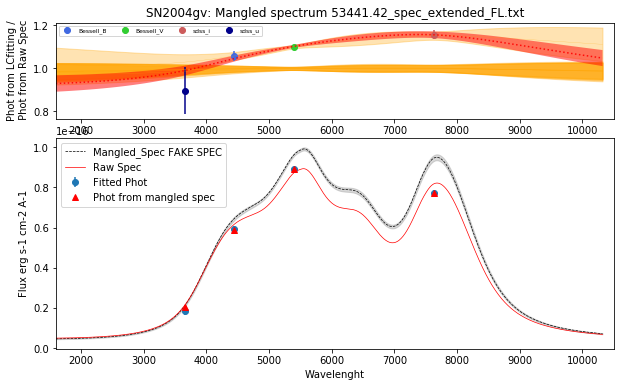 SN2004gv: Mangled spectrum 53441.42_spec_extended_FL.txt
Phot from LCfitting /
Phot from Raw Spec
1.2
1.0
0.8
Bessell_B
Bessell_V
sdss_i
sdss_u
2000 3000 4000 5000 6000 7000 8000 9000 10000
1e−16
Flux erg s-1 cm-2 A-1
1.0
0.8
0.6
0.4
0.2
0.0
Mangled_Spec FAKE SPEC
Raw Spec
Fitted Phot
Phot from mangled spec
2000 3000 4000 5000 6000 7000 8000 9000 10000
Wavelenght